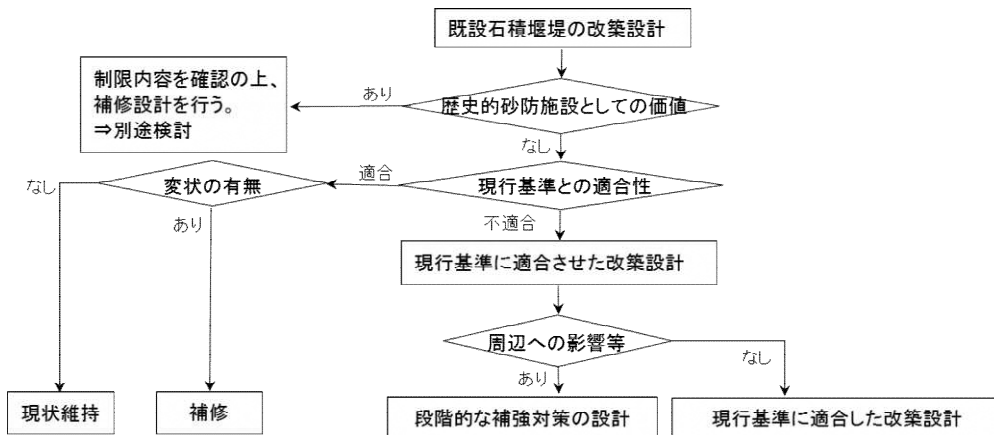 既設石積堰堤の改築設計
制限内容を確認の上、
補修設計を行う。
⇒別途検討
あり
歴史的砂防施設としての価値
なし
なし
変状の有無
適合
現行基準との適合性
あり
不適合
現行基準に適合させた改築設計
周辺への影響等
なし
あり
現状維持
補修
段階的な補強対策の設計
現行基準に適合した改築設計